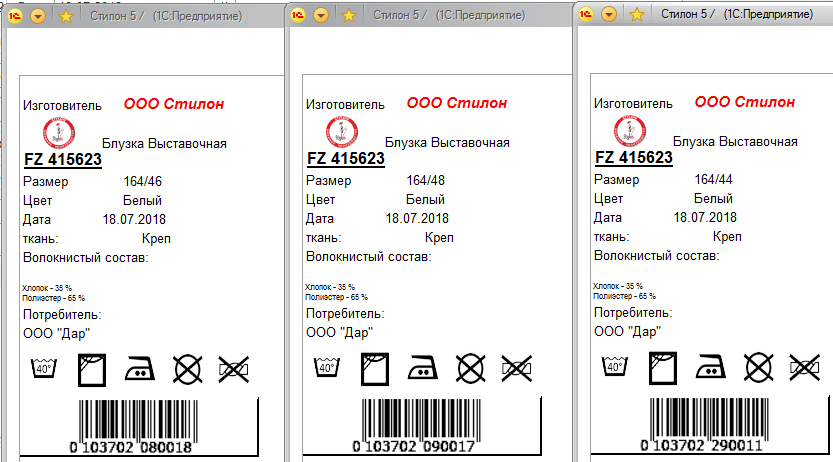 Стилон 5 / (1С:Предприятие)
Изготовитель ООО Стилон
Блузка Выставочная
FZ 415623
Размер 164/46
Цвет Белый
Дата 18.07.2018
ткань: Креп
Волокнистый состав:
Хлопок - 35 %
Полиэстер - 65 %
Потребитель:
ООО "Дар"
40°
0 103702 080018
Стилон 5 / (1С:Предприятие)
Изготовитель ООО Стилон
Блузка Выставочная
FZ 415623
Размер 164/48
Цвет Белый
Дата 18.07.2018
ткань: Креп
Волокнистый состав:
Хлопок - 35 %
Полиэстер - 65 %
Потребитель:
ООО "Дар"
40°
0 103702 090017
Стилон 5 / (1С:Предприятие)
Изготовитель ООО Стилон
Блузка Выставочная
FZ 415623
Размер 164/44
Цвет Белый
Дата 18.07.2018
ткань: Креп
Волокнистый состав:
Хлопок - 35 %
Полиэстер - 65 %
Потребитель:
ООО "Дар"
40°
0 103702 290011